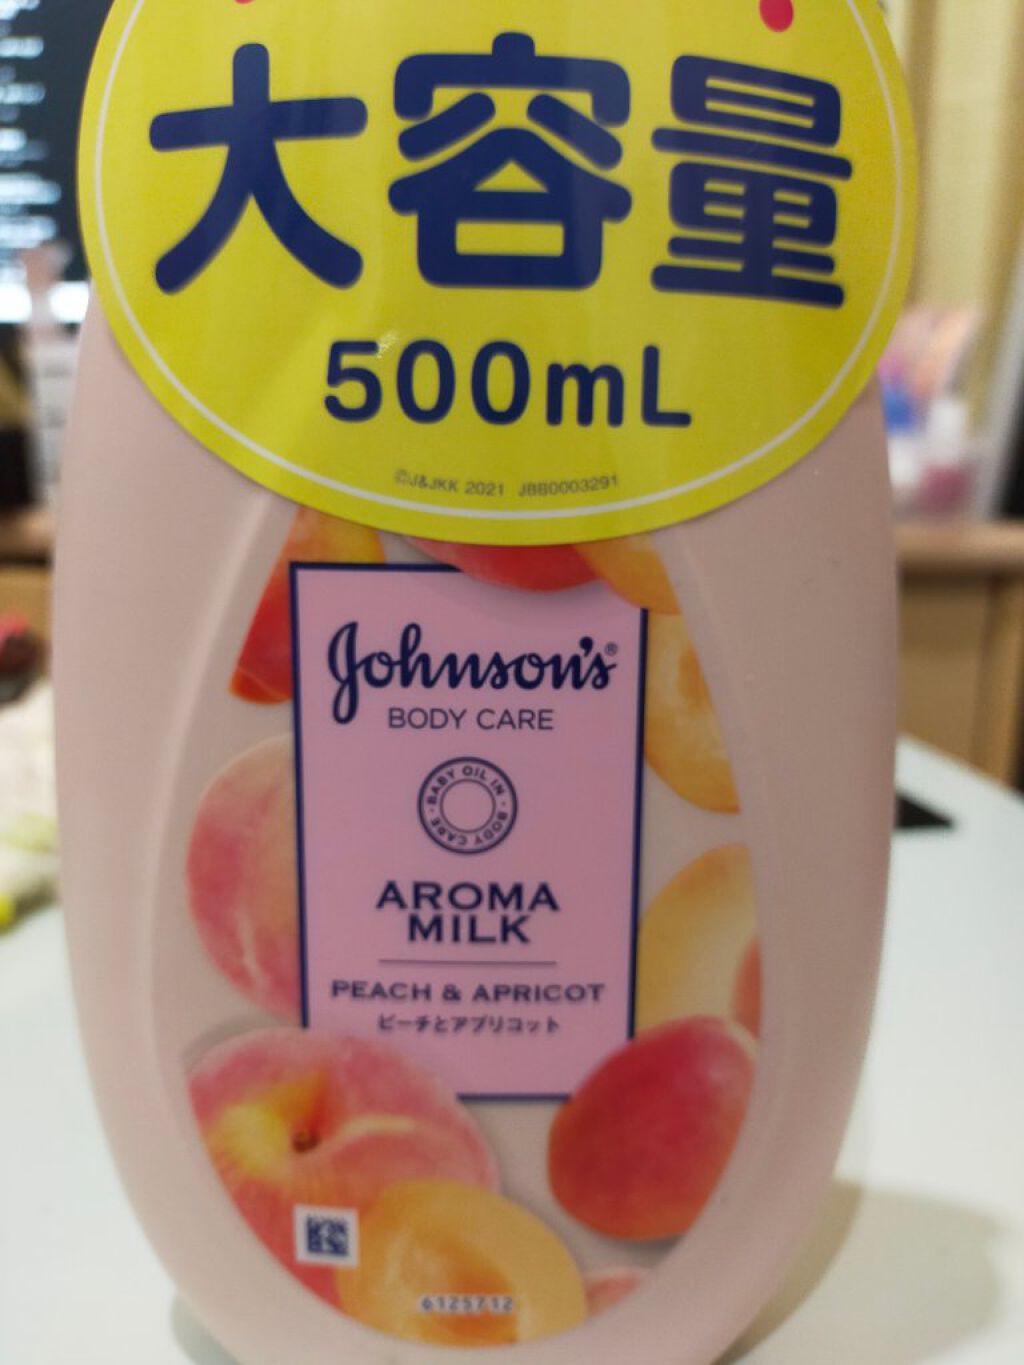 大容量
500mL
©J&JKK 2021 JBB0003291
Johnson's®
BODY CARE
BABY OIL IN · BODY CARE ·
AROMA
MILK
PEACH & APRICOT
ピーチとアプリコット
6125712